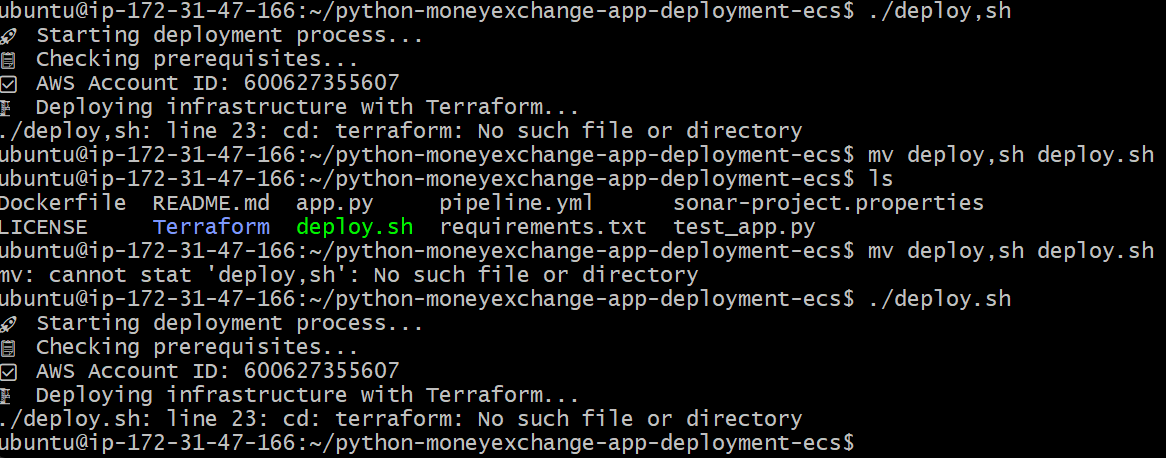 ubuntu@ip-172-31-47-166:~/python-moneyexchange-app-deployment-ecs$ ./deploy,sh
🚀 Starting deployment process...
📋 Checking prerequisites...
☑ AWS Account ID: 600627355607
🏗 Deploying infrastructure with Terraform...
./deploy,sh: line 23: cd: terraform: No such file or directory
ubuntu@ip-172-31-47-166:~/python-moneyexchange-app-deployment-ecs$ mv deploy,sh deploy.sh
ubuntu@ip-172-31-47-166:~/python-moneyexchange-app-deployment-ecs$ ls
Dockerfile README.md app.py pipeline.yml sonar-project.properties
LICENSE Terraform deploy.sh requirements.txt test_app.py
ubuntu@ip-172-31-47-166:~/python-moneyexchange-app-deployment-ecs$ mv deploy,sh deploy.sh
mv: cannot stat 'deploy,sh': No such file or directory
ubuntu@ip-172-31-47-166:~/python-moneyexchange-app-deployment-ecs$ ./deploy.sh
🚀 Starting deployment process...
📋 Checking prerequisites...
☑ AWS Account ID: 600627355607
🏗 Deploying infrastructure with Terraform...
./deploy.sh: line 23: cd: terraform: No such file or directory
ubuntu@ip-172-31-47-166:~/python-moneyexchange-app-deployment-ecs$